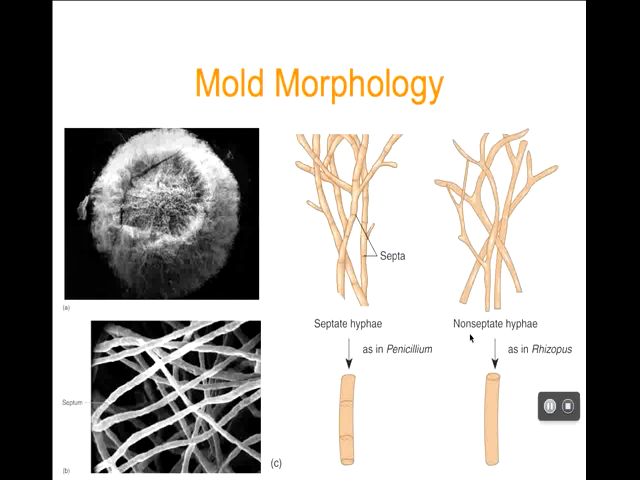 Mold Morphology
(a)
Septa
Septate hyphae
Nonseptate hyphae
as in Penicillium
as in Rhizopus
Septum
(b)
(c)